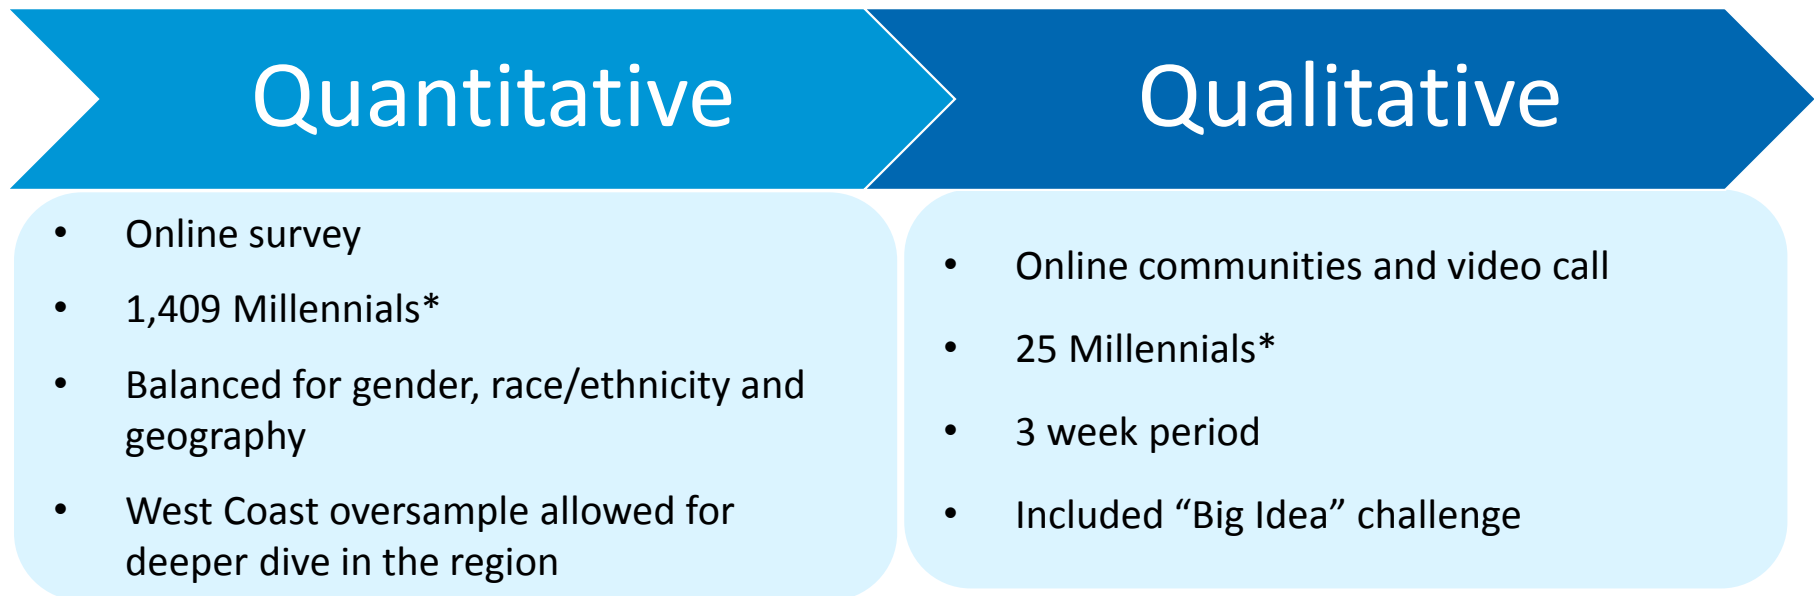 Quantitative
• Online survey
• 1,409 Millennials*
• Balanced for gender, race/ethnicity and
geography
• West Coast oversample allowed for
deeper dive in the region
Qualitative
• Online communities and video call
• 25 Millennials*
• 3 week period
• Included “Big Idea” challenge